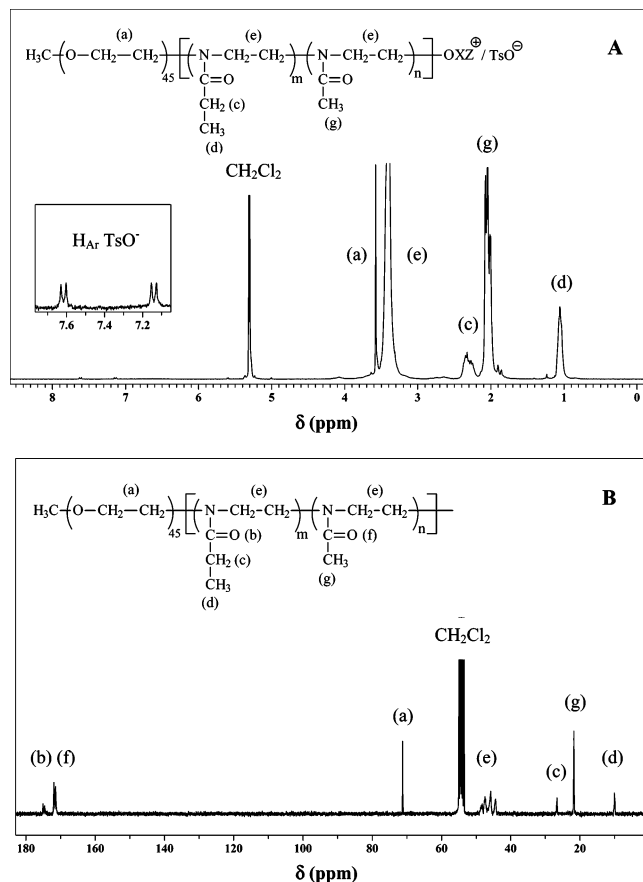 A
(a) (e) (e)
H₃C—(O—CH₂—CH₂)₄₅[(N—CH₂—CH₂)ₘ(N—CH₂—CH₂)ₙ]OXZ⊕ / TsO⊖
C=O C=O
CH₂ (c) CH₃
CH₃ (g)
(d)
CH₂Cl₂
(g)
H_Ar TsO⁻
7.6 7.4 7.2
(a) (e)
(c)
(d)
8 7 6 5 4 3 2 1 0
δ (ppm)
B
(a) (e) (e)
H₃C—(O—CH₂—CH₂)₄₅[(N—CH₂—CH₂)ₘ(N—CH₂—CH₂)ₙ]
C=O (b) C=O (f)
CH₂ (c) CH₃
CH₃ (g)
(d)
CH₂Cl₂
(b) (f)
(a)
(e)
(c)
(g)
(d)
180 160 140 120 100 80 60 40 20
δ (ppm)